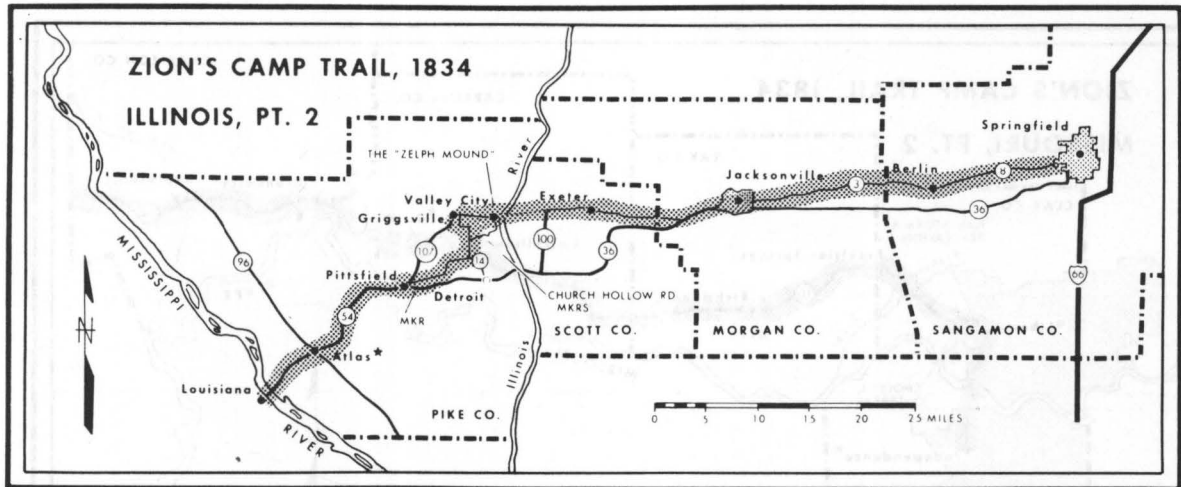 ZION'S CAMP TRAIL, 1834
ILLINOIS, PT. 2
THE "ZELPH MOUND"
River
Springfield
Jacksonville
Berlin
8
3
Valley City
Exeter
Griggsville
36
107
14
100
36
96
MISSISSIPPI
Pittsfield
Detroit
66
CHURCH HOLLOW RD
MKRS
MKR
54
SCOTT CO.
MORGAN CO.
SANGAMON CO.
Atlas★
Illinois
Louisiana
PIKE CO.
RIVER
0 5 10 15 20 25 MILES
N